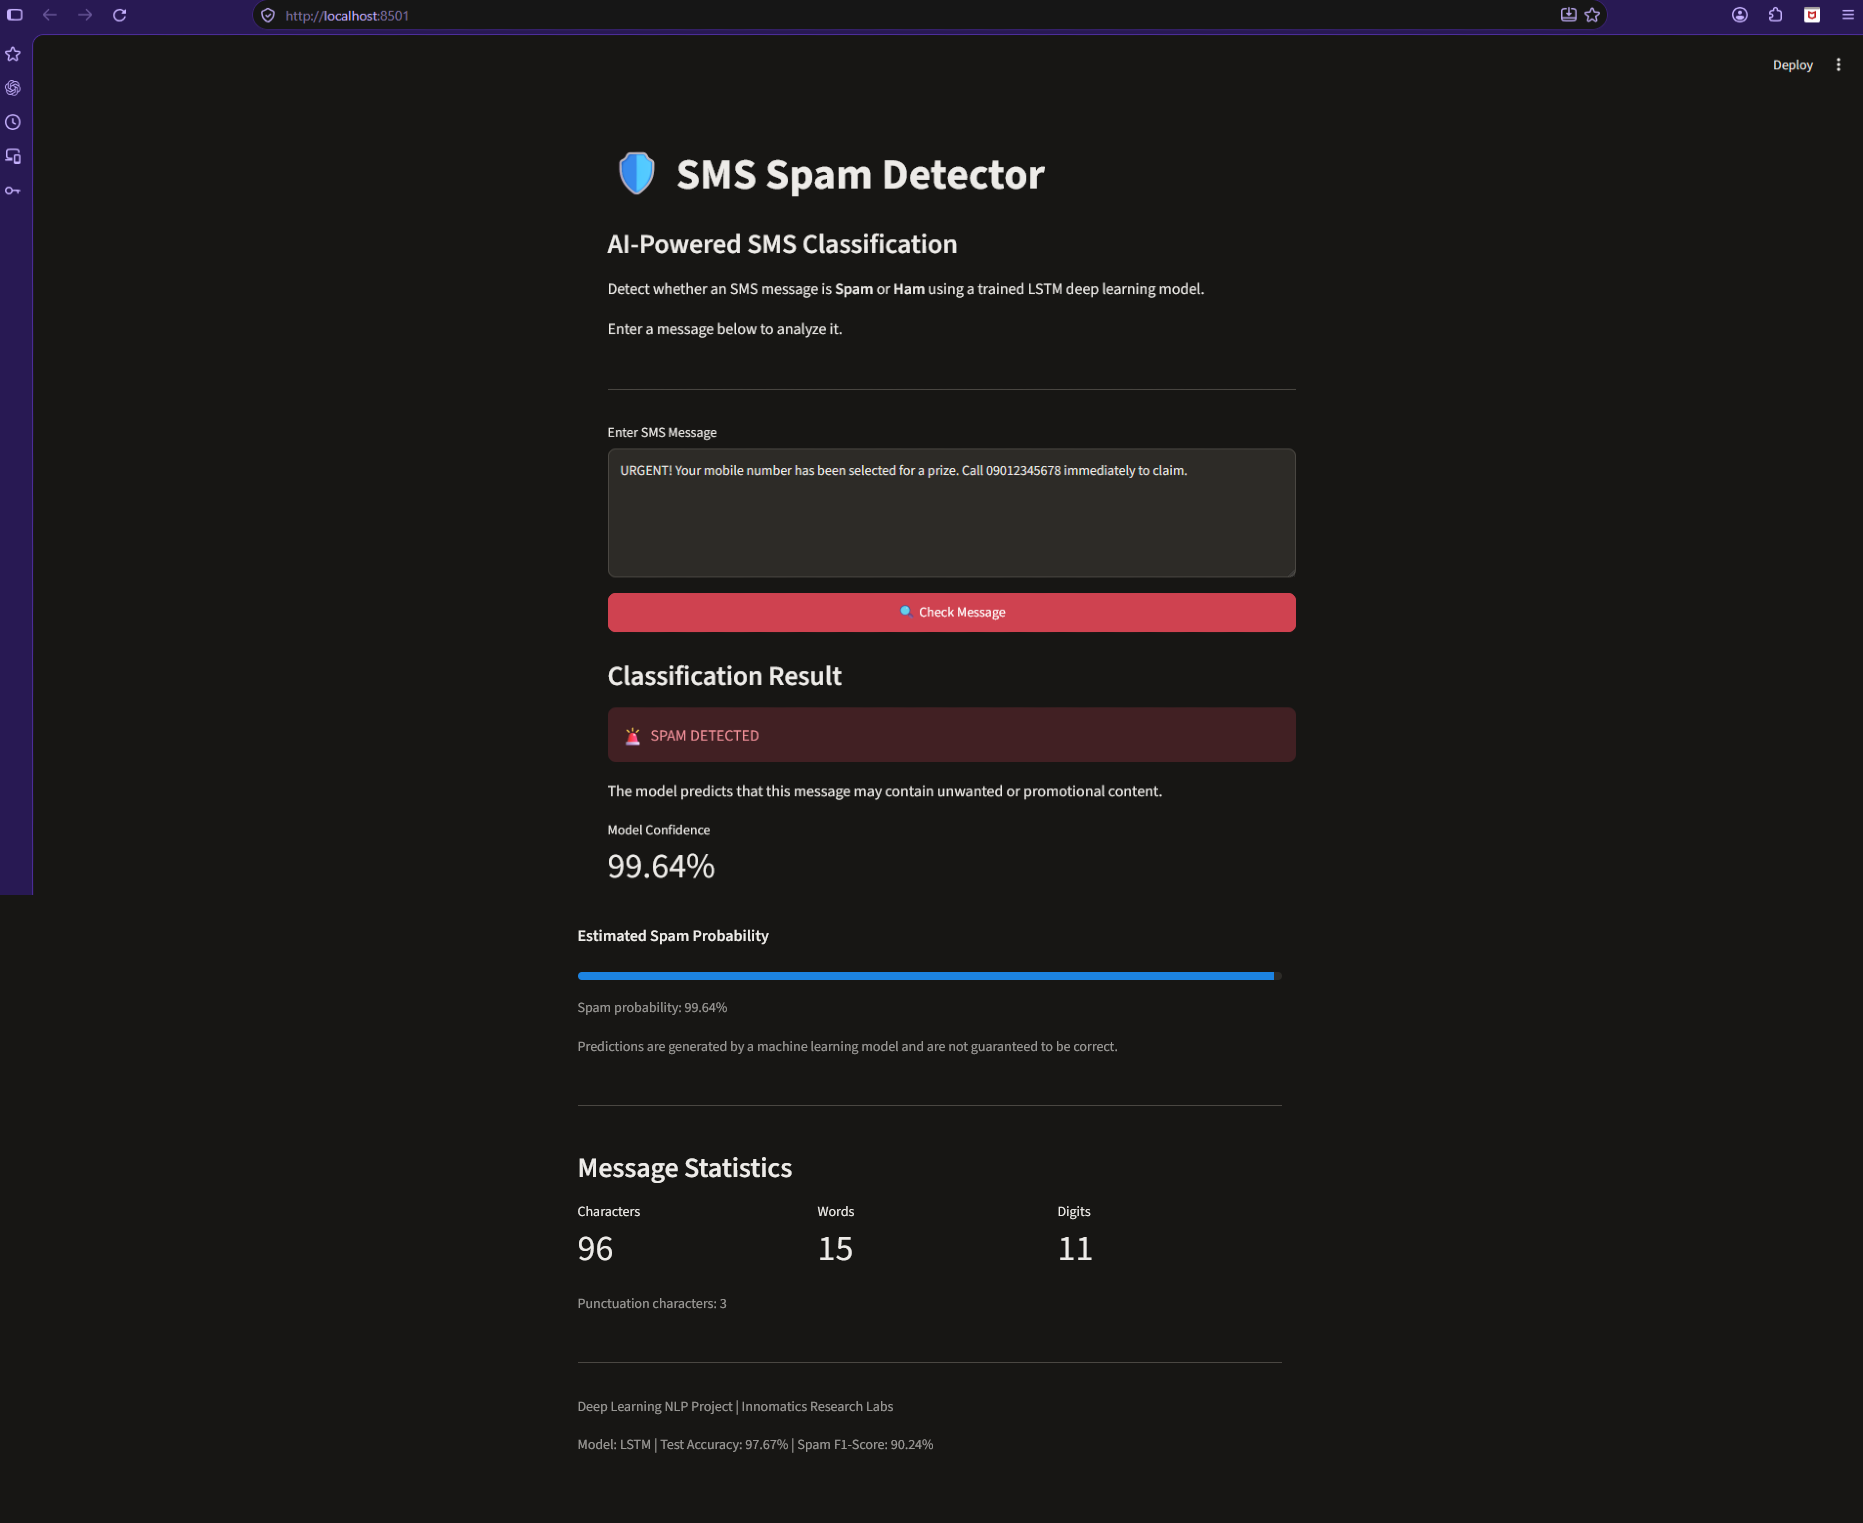 http://localhost:8501
Deploy
SMS Spam Detector
AI-Powered SMS Classification
Detect whether an SMS message is Spam or Ham using a trained LSTM deep learning model.
Enter a message below to analyze it.
Enter SMS Message
URGENT! Your mobile number has been selected for a prize. Call 09012345678 immediately to claim.
Check Message
Classification Result
SPAM DETECTED
The model predicts that this message may contain unwanted or promotional content.
Model Confidence
99.64%
Estimated Spam Probability
Spam probability: 99.64%
Predictions are generated by a machine learning model and are not guaranteed to be correct.
Message Statistics
Characters Words Digits
96 15 11
Punctuation characters: 3
Deep Learning NLP Project | Innomatics Research Labs
Model: LSTM | Test Accuracy: 97.67% | Spam F1-Score: 90.24%